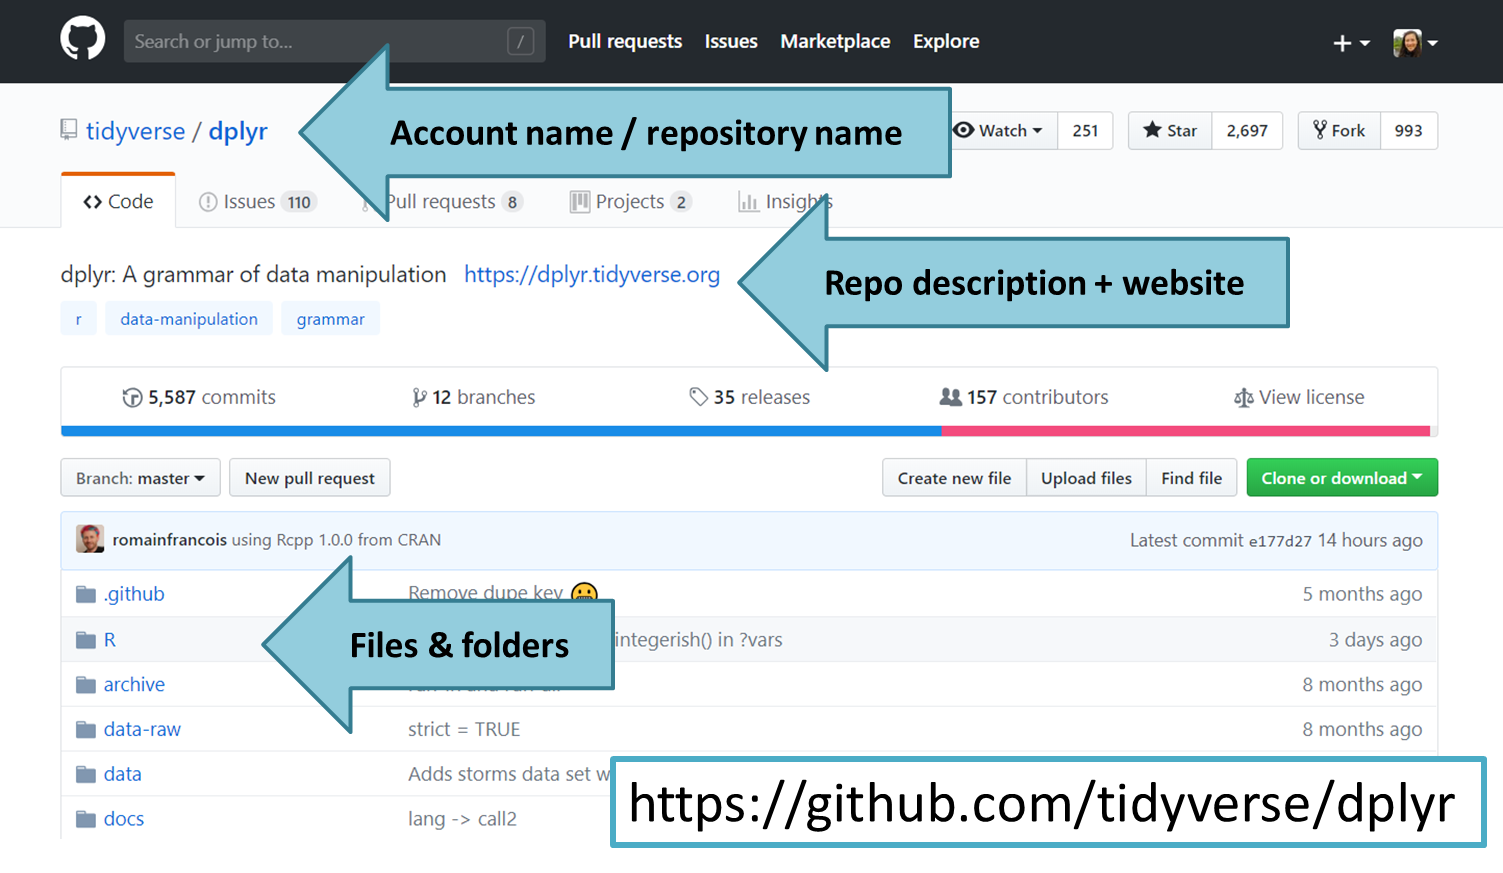 Search or jump to... /
Pull requests Issues Marketplace Explore
tidyverse / dplyr
Account name / repository name
Watch 251 Star 2,697 Fork 993
Code Issues 110 Pull requests 8 Projects 2 Insights
dplyr: A grammar of data manipulation https://dplyr.tidyverse.org
Repo description + website
r data-manipulation grammar
5,587 commits 12 branches 35 releases 157 contributors View license
Branch: master New pull request Create new file Upload files Find file Clone or download
romainfrancois using Rcpp 1.0.0 from CRAN Latest commit e177d27 14 hours ago
.github Remove dupe key 5 months ago
R integerish() in ?vars 3 days ago
Files & folders
archive 8 months ago
data-raw strict = TRUE 8 months ago
data Adds storms data set w
docs lang -> call2
https://github.com/tidyverse/dplyr